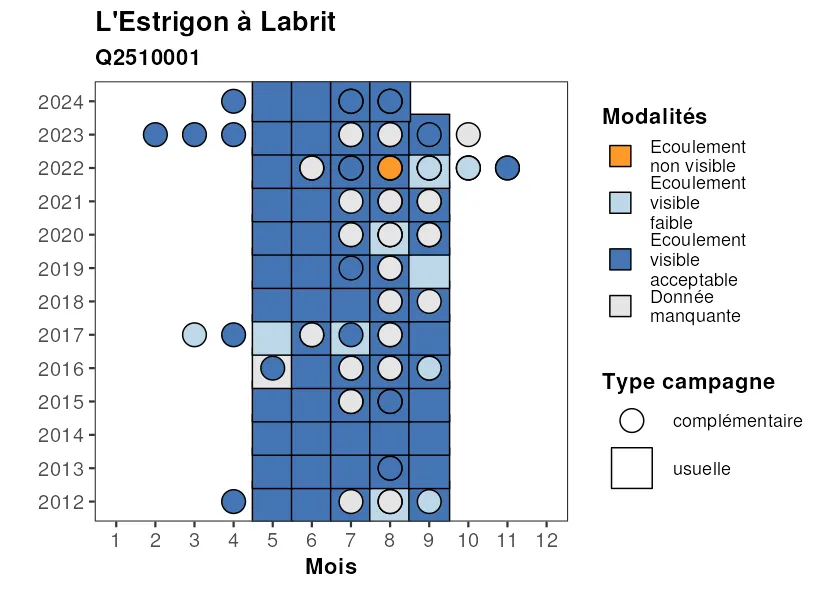 L'Estrigon à Labrit
Q2510001
2024
2023
2022
2021
2020
2019
2018
2017
2016
2015
2014
2013
2012
1 2 3 4 5 6 7 8 9 10 11 12
Mois
Modalités
Ecoulement
non visible
Ecoulement
visible
faible
Ecoulement
visible
acceptable
Donnée
manquante
Type campagne
complémentaire
usuelle